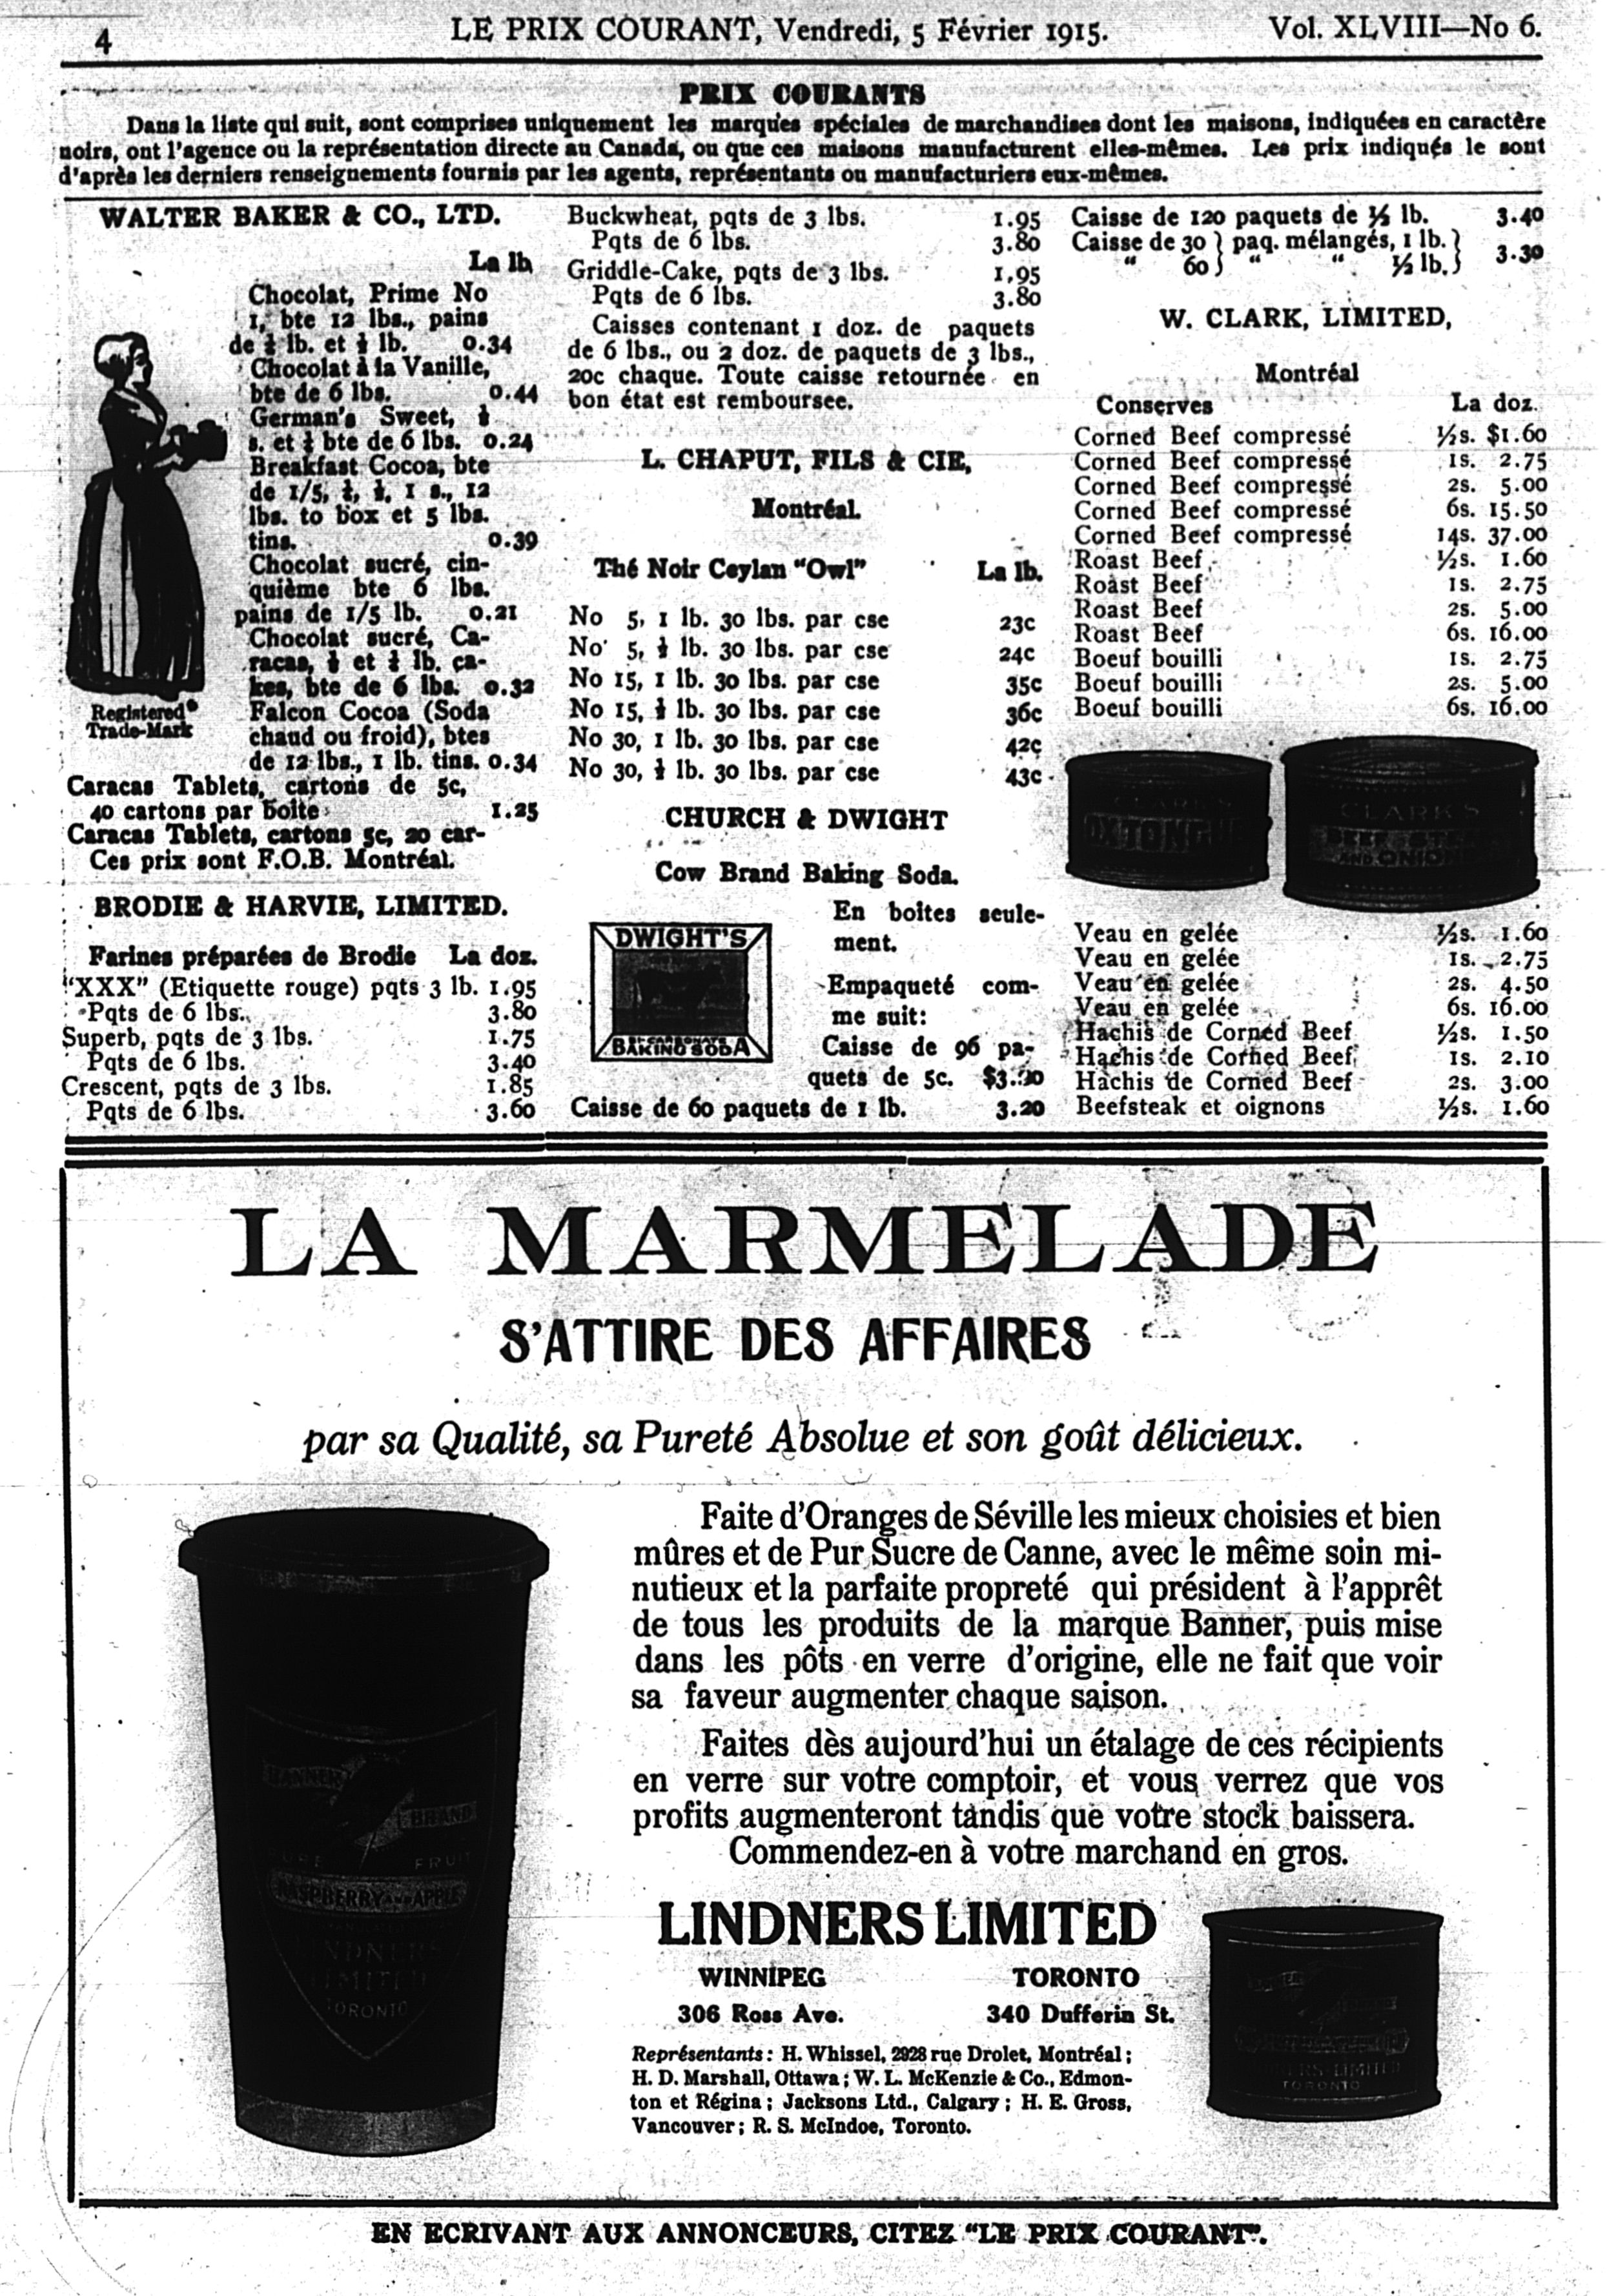 4
LE PRIX COURANT, Vendredi, 5 Février 1915.
Vol. XLVIII—No 6.
PRIX COURANTS
Dans la liste qui suit, sont comprises uniquement les marques spéciales de marchandises dont les maisons, indiquées en caractère
noirs, ont l'agence ou la représentation directe au Canada, ou que ces maisons manufacturent elles-mêmes. Les prix indiqués le sont
d'après les derniers renseignements fournis par les agents, représentants ou manufacturiers eux-mêmes.
WALTER BAKER & CO., LTD.
La lb
Chocolat, Prime No
1, bte 12 lbs., pains
de lb. et lb. 0.34
Chocolat à la Vanille,
bte de 6 lbs. 0.44
German's Sweet,
s. et bte de 6 lbs. 0.24
Breakfast Cocoa, bte
de 1/5, 1 s., 12
lbs. to box et 5 lbs.
tins. 0.39
Chocolat sucré, cin-
quième bte 6 lbs.
pains de 1/5 lb. 0.21
Chocolat sucré, Ca-
racas, et lb. ca-
kes, bte de 6 lbs. 0.32
Falcon Cocoa (Soda
chaud ou froid), btes
de 12 lbs., 1 lb. tins. 0.34
Registered
Trade-Mark
Caracas Tablets, cartons de 5c,
40 cartons par boîte 1.25
Caracas Tablets, cartons 5c, 20 car-
Ces prix sont F.O.B. Montréal.
BRODIE & HARVIE, LIMITED.
Farines préparées de Brodie La doz.
"XXX" (Etiquette rouge) pqts 3 lb. 1.95
Pqts de 6 lbs. 3.80
Superb, pqts de 3 lbs. 1.75
Pqts de 6 lbs. 3.40
Crescent, pqts de 3 lbs. 1.85
Pqts de 6 lbs. 3.60
Buckwheat, pqts de 3 lbs. 1.95
Pqts de 6 lbs. 3.80
Griddle-Cake, pqts de 3 lbs. 1.95
Pqts de 6 lbs. 3.80
Caisses contenant 1 doz. de paquets
de 6 lbs., ou 2 doz. de paquets de 3 lbs.,
20c chaque. Toute caisse retournée en
bon état est remboursee.
L. CHAPUT, FILS & CIE,
Montréal.
Thé Noir Ceylan "Owl" La lb.
No 5, 1 lb. 30 lbs. par cse 23c
No 5, ½ lb. 30 lbs. par cse 24c
No 15, 1 lb. 30 lbs. par cse 35c
No 15, ½ lb. 30 lbs. par cse 36c
No 30, 1 lb. 30 lbs. par cse 42c
No 30, ½ lb. 30 lbs. par cse 43c
CHURCH & DWIGHT
Cow Brand Baking Soda.
DWIGHT'S
BAKING SODA
En boites seule-
ment.
Empaqueté com-
me suit:
Caisse de 96 pa-
quets de 5c.
Caisse de 60 paquets de 1 lb. 3.20
Caisse de 120 paquets de ½ lb. 3.40
Caisse de 30 } paq. mélangés, 1 lb. }
" 60 } " " ½ lb. } 3.30
W. CLARK, LIMITED,
Montréal
Conserves La doz.
Corned Beef compressé ½s. $1.60
Corned Beef compressé 1s. 2.75
Corned Beef compressé 2s. 5.00
Corned Beef compressé 6s. 15.50
Corned Beef compressé 14s. 37.00
Roast Beef ½s. 1.60
Roast Beef 1s. 2.75
Roast Beef 2s. 5.00
Roast Beef 6s. 16.00
Boeuf bouilli 1s. 2.75
Boeuf bouilli 2s. 5.00
Boeuf bouilli 6s. 16.00
CLARK'S
OX TONGUE
CLARK'S
AND ONIONS
Veau en gelée ½s. 1.60
Veau en gelée 1s. 2.75
Veau en gelée 2s. 4.50
Veau en gelée 6s. 16.00
Hachis de Corned Beef ½s. 1.50
Hachis de Corned Beef 1s. 2.10
Hachis de Corned Beef 2s. 3.00
Beefsteak et oignons ½s. 1.60
LA MARMELADE
S'ATTIRE DES AFFAIRES
par sa Qualité, sa Pureté Absolue et son goût délicieux.
Faite d'Oranges de Séville les mieux choisies et bien
mûres et de Pur Sucre de Canne, avec le même soin mi-
nutieux et la parfaite propreté qui président à l'apprêt
de tous les produits de la marque Banner, puis mise
dans les pôts en verre d'origine, elle ne fait que voir
sa faveur augmenter chaque saison.
Faites dès aujourd'hui un étalage de ces récipients
en verre sur votre comptoir, et vous verrez que vos
profits augmenteront tandis que votre stock baissera.
Commendez-en à votre marchand en gros.
BANNER
BRAND
PURE FRUIT
RASPBERRY AND APPLE
LINDNERS
LIMITED
TORONTO
LINDNERS LIMITED
WINNIPEG TORONTO
306 Ross Ave. 340 Dufferin St.
Représentants: H. Whissel, 2928 rue Drolet, Montréal;
H. D. Marshall, Ottawa; W. L. McKenzie & Co., Edmon-
ton et Régina; Jacksons Ltd., Calgary; H. E. Gross,
Vancouver; R. S. McIndoe, Toronto.
TORONTO
EN ECRIVANT AUX ANNONCEURS, CITEZ "LE PRIX COURANT".